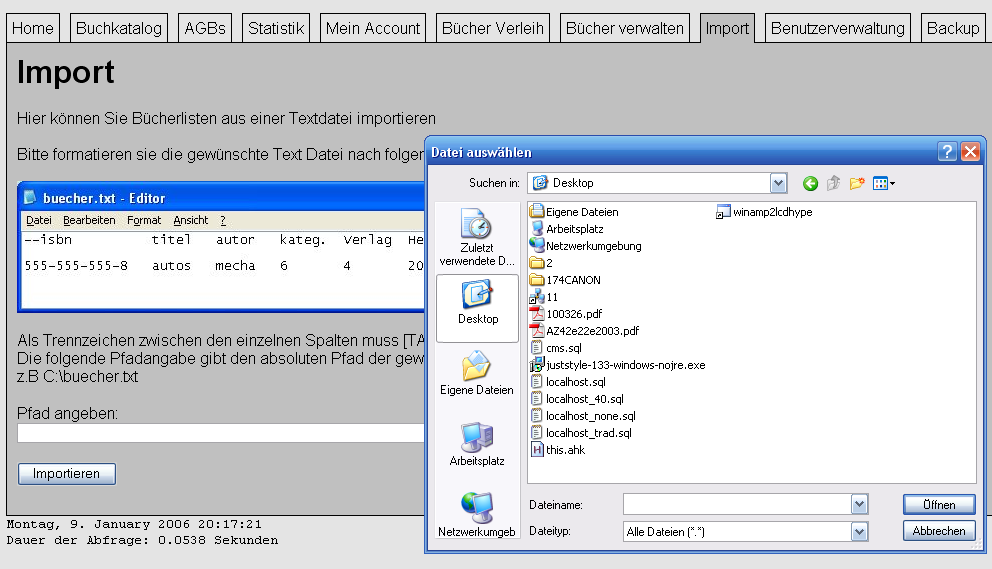 Home Buchkatalog AGBs Statistik Mein Account Bücher Verleih Bücher verwalten Import Benutzerverwaltung Backup
Import
Hier können Sie Bücherlisten aus einer Textdatei importieren
Bitte formatieren sie die gewünschte Text Datei nach folger
buecher.txt - Editor
Datei Bearbeiten Format Ansicht ?
--isbn titel autor kateg. Verlag He
555-555-555-8 autos mecha 6 4 20
Als Trennzeichen zwischen den einzelnen Spalten muss [TA
Die folgende Pfadangabe gibt den absoluten Pfad der gew
z.B C:\buecher.txt
Pfad angeben:
Importieren
Montag, 9. January 2006 20:17:21
Dauer der Abfrage: 0.0538 Sekunden
Datei auswählen
Suchen in: Desktop
Zuletzt
verwendete D...
Desktop
Eigene Dateien
Arbeitsplatz
Netzwerkumgeb
Eigene Dateien
Arbeitsplatz
Netzwerkumgebung
2
174CANON
11
100326.pdf
AZ42e22e2003.pdf
cms.sql
juststyle-133-windows-nojre.exe
localhost.sql
localhost_40.sql
localhost_none.sql
localhost_trad.sql
this.ahk
winamp2lcdhype
Dateiname: Öffnen
Dateityp: Alle Dateien (*.*) Abbrechen